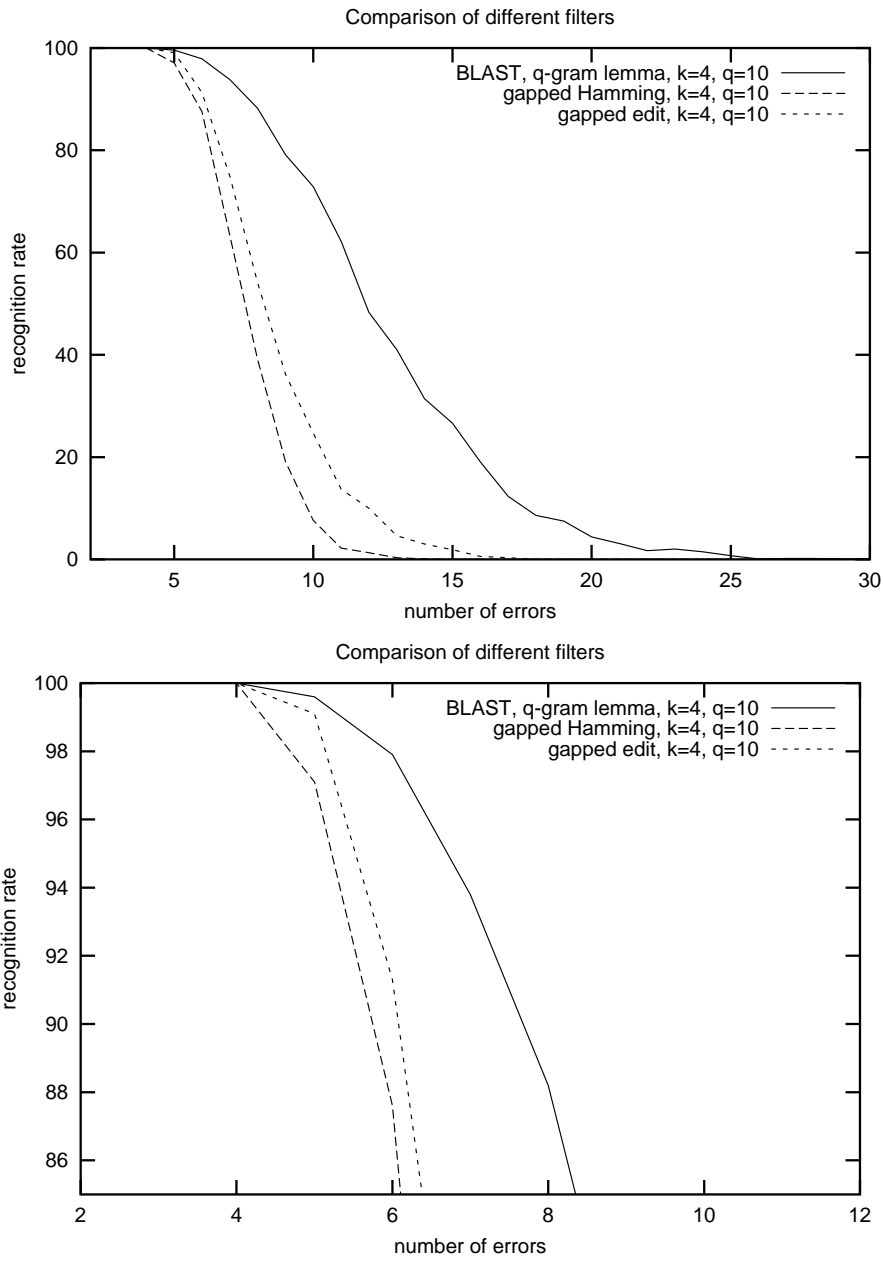 Comparison of different filters
100
80
60
40
20
0
recognition rate
BLAST, q-gram lemma, k=4, q=10
gapped Hamming, k=4, q=10
gapped edit, k=4, q=10
5 10 15 20 25 30
number of errors
Comparison of different filters
100
98
96
94
92
90
88
86
recognition rate
BLAST, q-gram lemma, k=4, q=10
gapped Hamming, k=4, q=10
gapped edit, k=4, q=10
2 4 6 8 10 12
number of errors